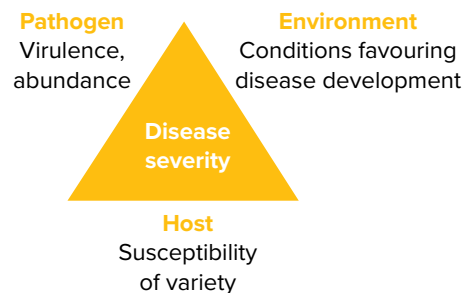 Pathogen
Virulence,
abundance
Environment
Conditions favouring
disease development
Disease
severity
Host
Susceptibility
of variety